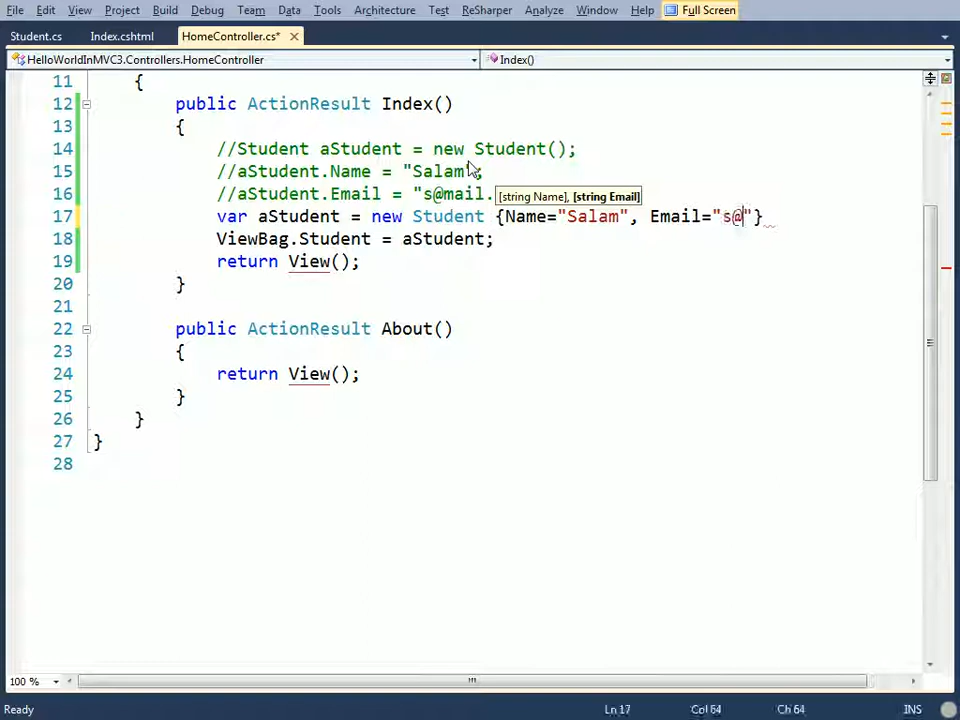 File Edit View Project Build Debug Team Data Tools Architecture Test ReSharper Analyze Window Help Full Screen
Student.cs Index.cshtml HomeController.cs*
HelloWorldInMVC3.Controllers.HomeController Index()
11 {
12 public ActionResult Index()
13 {
14 //Student aStudent = new Student();
15 //aStudent.Name = "Salam";
16 //aStudent.Email = "s@mail. [string Name], [string Email]
17 var aStudent = new Student {Name="Salam", Email="s@"}
18 ViewBag.Student = aStudent;
19 return View();
20 }
21
22 public ActionResult About()
23 {
24 return View();
25 }
26 }
27 }
28
100 %
Ready Ln 17 Col 64 Ch 64 INS